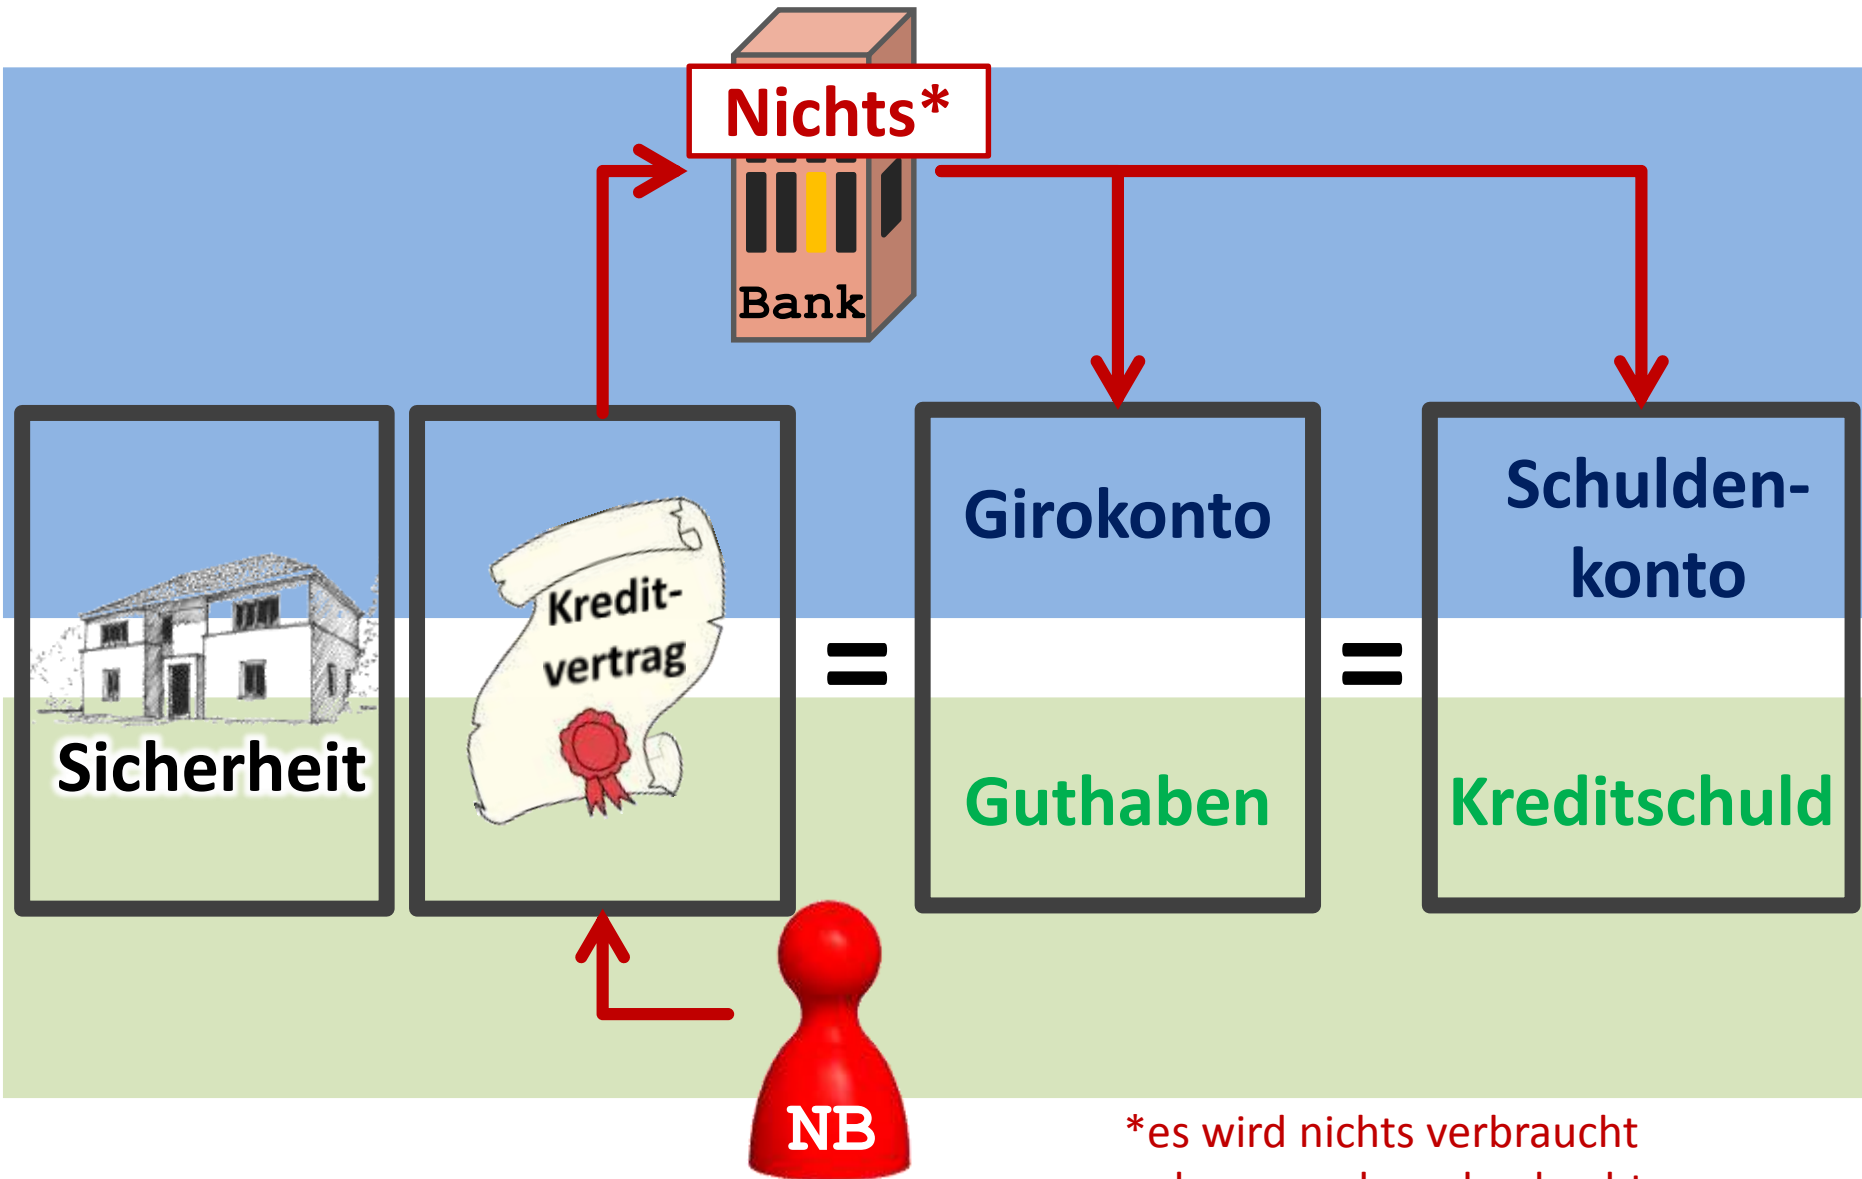 Nichts*
Bank
Sicherheit
Kredit-
vertrag
=
Girokonto
Guthaben
=
Schulden-
konto
Kreditschuld
NB
*es wird nichts verbraucht